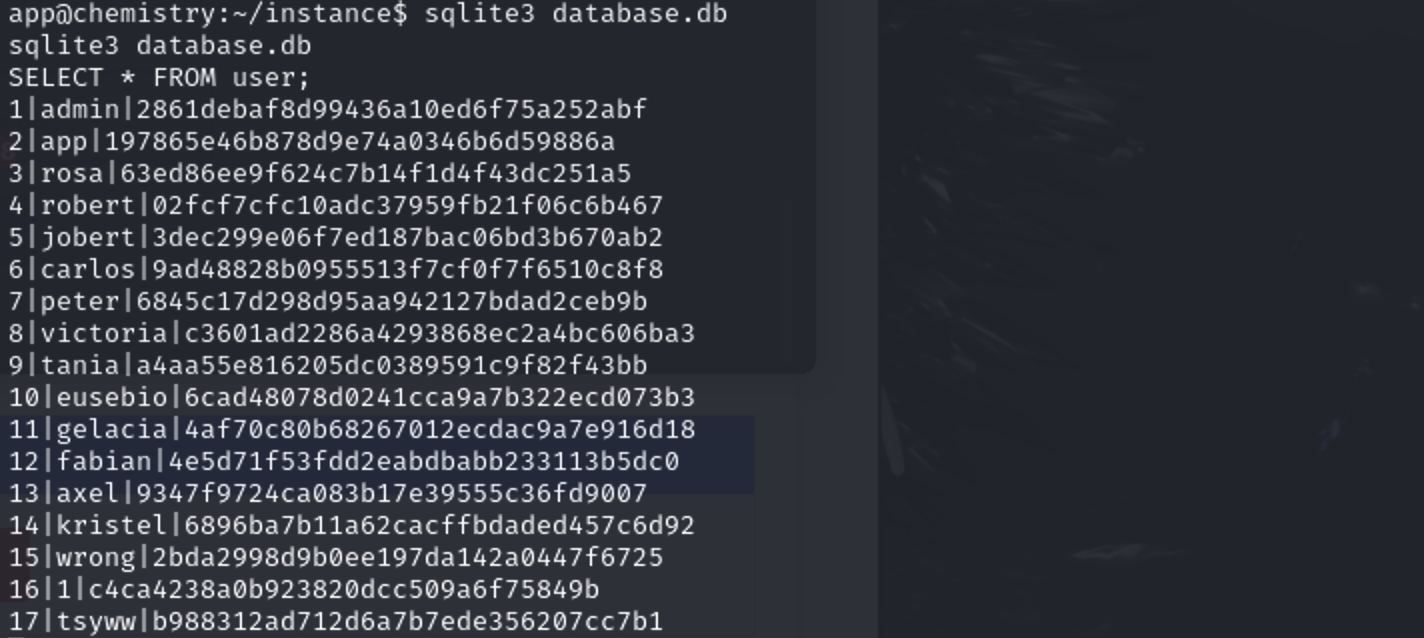 app@chemistry:~/instance$ sqlite3 database.db
sqlite3 database.db
SELECT * FROM user;
1|admin|2861debaf8d99436a10ed6f75a252abf
2|app|197865e46b878d9e74a0346b6d59886a
3|rosa|63ed86ee9f624c7b14f1d4f43dc251a5
4|robert|02fcf7cfc10adc37959fb21f06c6b467
5|jobert|3dec299e06f7ed187bac06bd3b670ab2
6|carlos|9ad48828b0955513f7cf0f7f6510c8f8
7|peter|6845c17d298d95aa942127bdad2ceb9b
8|victoria|c3601ad2286a4293868ec2a4bc606ba3
9|tania|a4aa55e816205dc0389591c9f82f43bb
10|eusebio|6cad48078d0241cca9a7b322ecd073b3
11|gelacia|4af70c80b68267012ecdac9a7e916d18
12|fabian|4e5d71f53fdd2eabdbabb233113b5dc0
13|axel|9347f9724ca083b17e39555c36fd9007
14|kristel|6896ba7b11a62cacffbdaded457c6d92
15|wrong|2bda2998d9b0ee197da142a0447f6725
16|1|c4ca4238a0b923820dcc509a6f75849b
17|tsyww|b988312ad712d6a7b7ede356207cc7b1